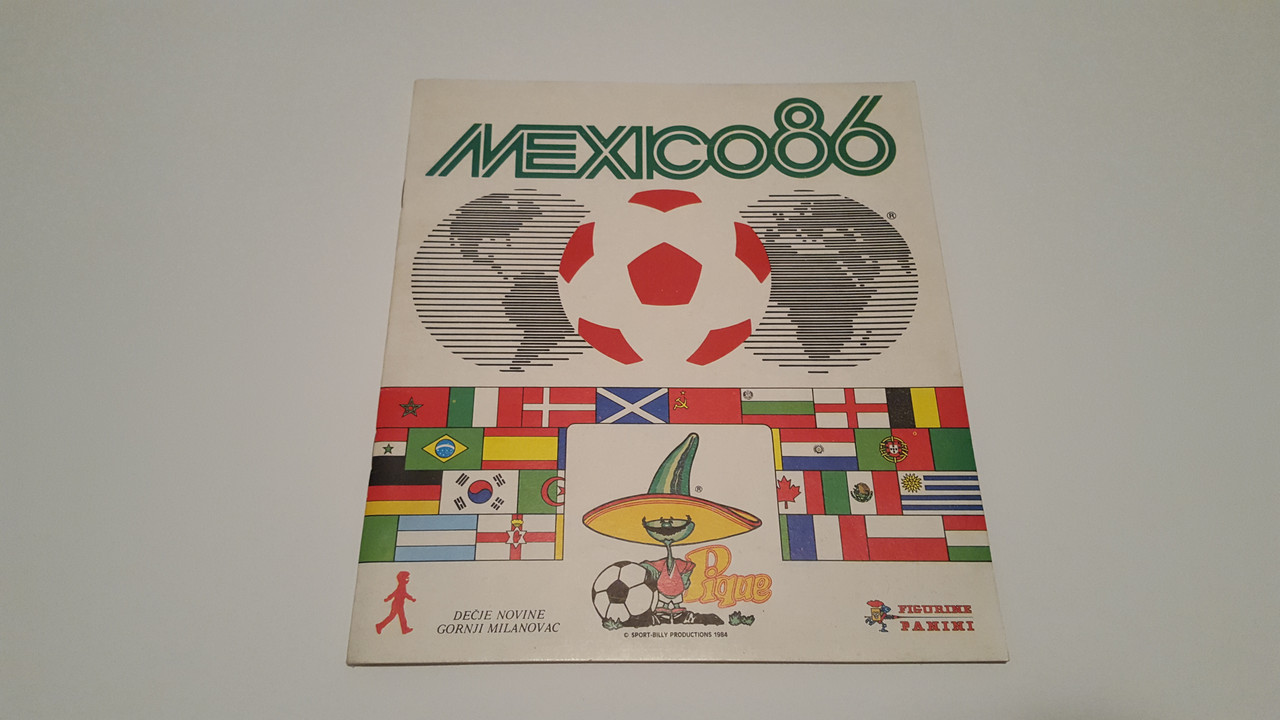 MEXICO86
®
®
Pique
DEČJE NOVINE
GORNJI MILANOVAC
© SPORT-BILLY PRODUCTIONS 1984
FIGURINE
PANINI